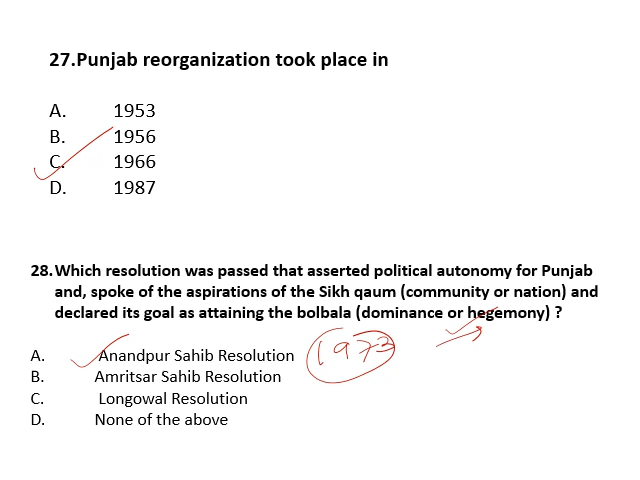 27.Punjab reorganization took place in
A. 1953
B. 1956
C. 1966
D. 1987
28.Which resolution was passed that asserted political autonomy for Punjab
and, spoke of the aspirations of the Sikh qaum (community or nation) and
declared its goal as attaining the bolbala (dominance or hegemony) ?
A. Anandpur Sahib Resolution 1973
B. Amritsar Sahib Resolution
C. Longowal Resolution
D. None of the above